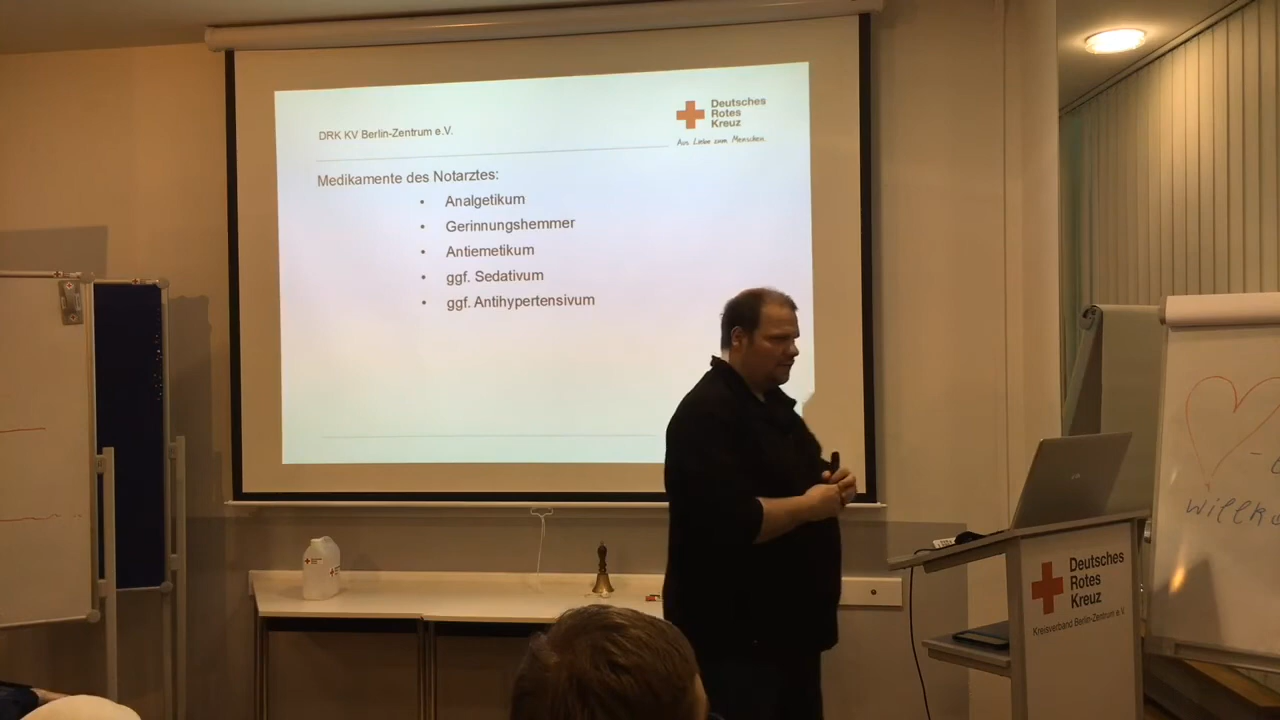 DRK KV Berlin-Zentrum e.V.
Deutsches
Rotes
Kreuz
Aus Liebe zum Menschen.
Medikamente des Notarztes:
• Analgetikum
• Gerinnungshemmer
• Antiemetikum
• ggf. Sedativum
• ggf. Antihypertensivum
Deutsches
Rotes
Kreuz
Kreisverband Berlin-Zentrum e.V.
willko